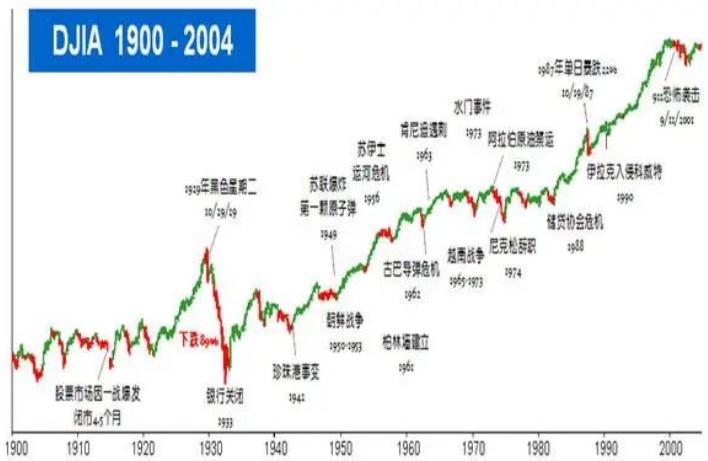 DJIA 1900 - 2004
1987年单日暴跌22%
10/19/87
911恐怖袭击
9/11/2001
水门事件
1973
肯尼迪遇刺
1963
阿拉伯原油禁运
1973
苏伊士
运河危机
1956
苏联爆炸
第一颗原子弹
1949
1929年黑色星期二
10/29/29
伊拉克入侵科威特
1990
储贷协会危机
1988
尼克松辞职
1974
越南战争
1965-1973
古巴导弹危机
1962
朝鲜战争
1950-1953
柏林墙建立
1961
下跌89%
珍珠港事变
1942
股票市场因一战爆发
闭市4.5个月
银行关闭
1933
1900 1910 1920 1930 1940 1950 1960 1970 1980 1990 2000